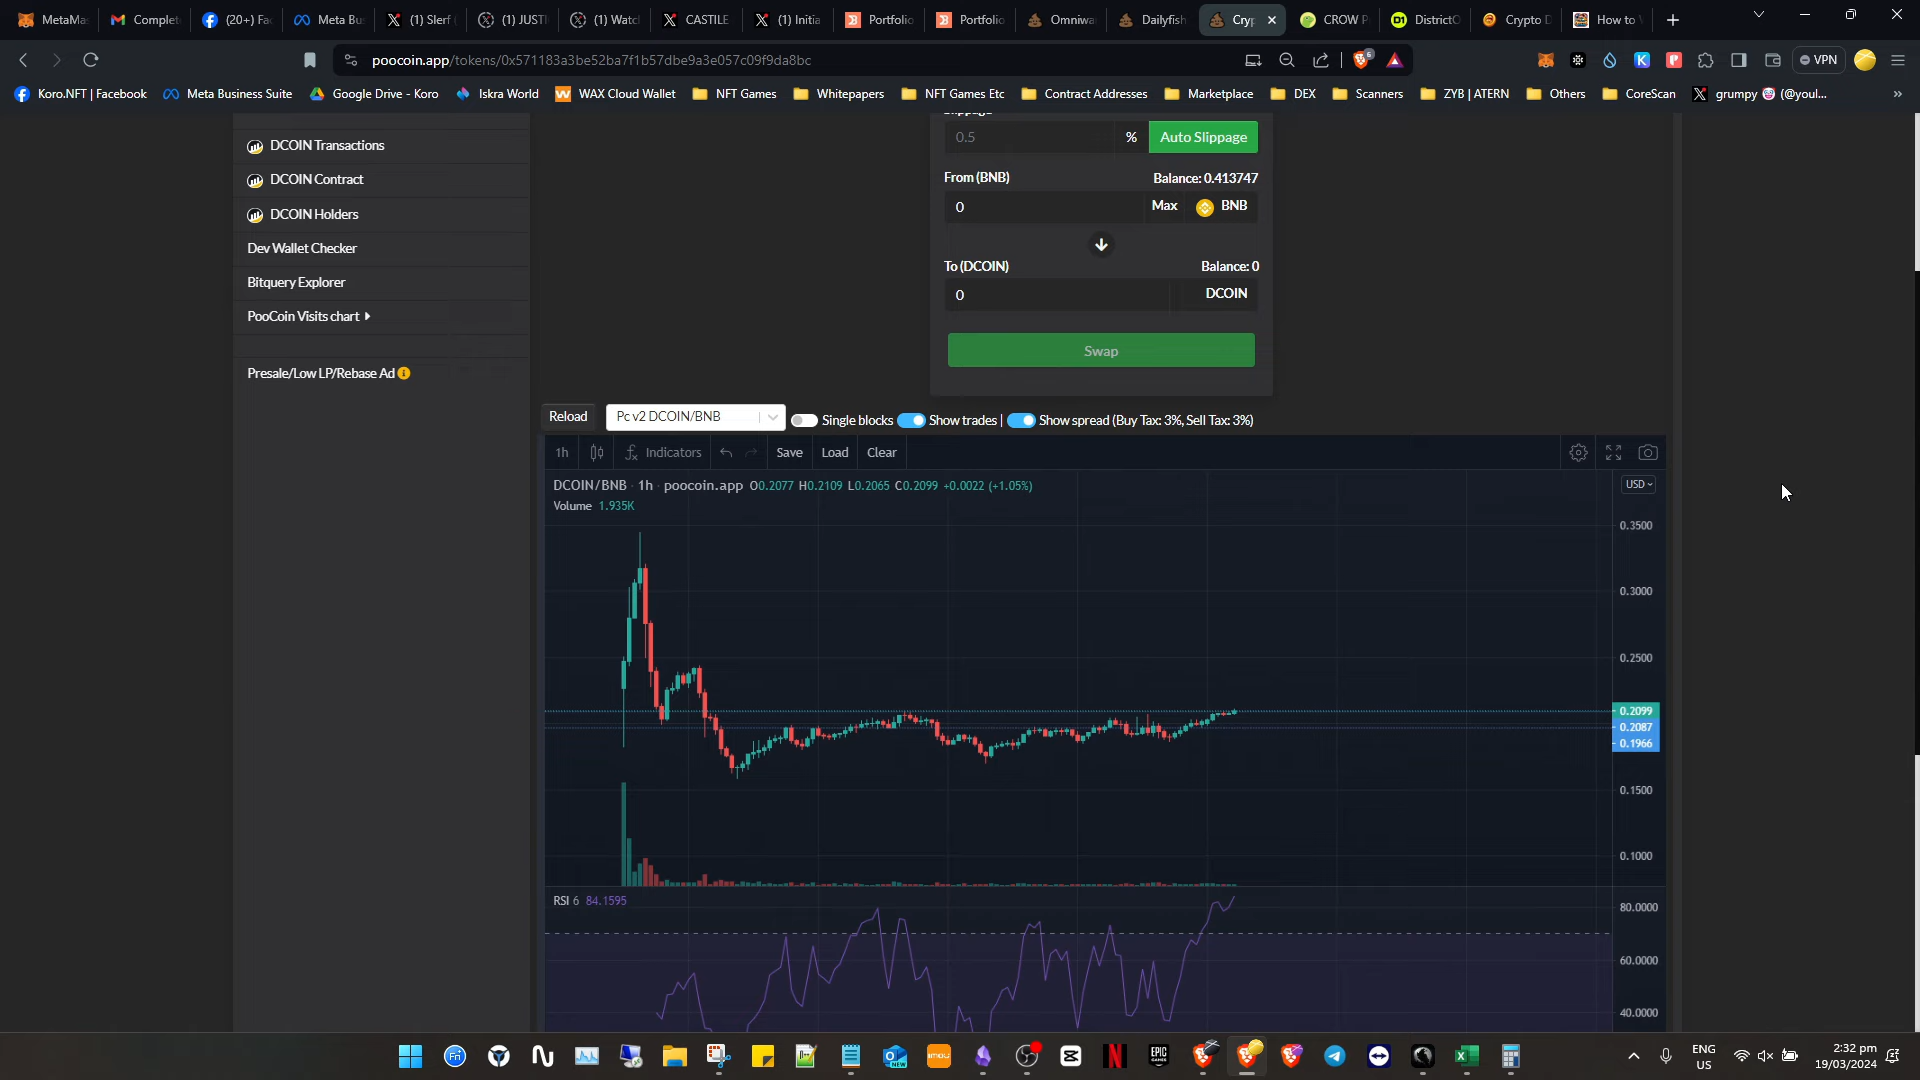 MetaMas
Complet
(20+) Fac
Meta Bu
(1) Slerf
(1) JUSTI
(1) Watc
CASTILE
(1) Initia
Portfolio
Portfolio
Omniwa
Dailyfish
Cryp
CROW P
DistrictO
Crypto D
How to V
poocoin.app/tokens/0x571183a3be52ba7f1b57dbe9a3e057c09f9da8bc
6
VPN
Koro.NFT | Facebook
Meta Business Suite
Google Drive - Koro
Iskra World
WAX Cloud Wallet
NFT Games
Whitepapers
NFT Games Etc
Contract Addresses
Marketplace
DEX
Scanners
ZYB | ATERN
Others
CoreScan
grumpy 🤡 (@youl...
»
DCOIN Transactions
DCOIN Contract
DCOIN Holders
Dev Wallet Checker
Bitquery Explorer
PooCoin Visits chart
Presale/Low LP/Rebase Ad
Slippage
0.5 % Auto Slippage
From (BNB) Balance: 0.413747
0 Max BNB
To (DCOIN) Balance: 0
0 DCOIN
Swap
Reload Pc v2 DCOIN/BNB Single blocks Show trades | Show spread (Buy Tax: 3%, Sell Tax: 3%)
1h Indicators Save Load Clear
DCOIN/BNB · 1h · poocoin.app O0.2077 H0.2109 L0.2065 C0.2099 +0.0022 (+1.05%)
USD
Volume 1.935K
0.3500
0.3000
0.2500
0.2099
0.2087
0.1966
0.1500
0.1000
RSI 6 84.1595
80.0000
60.0000
40.0000
ENG
US
2:32 pm
19/03/2024